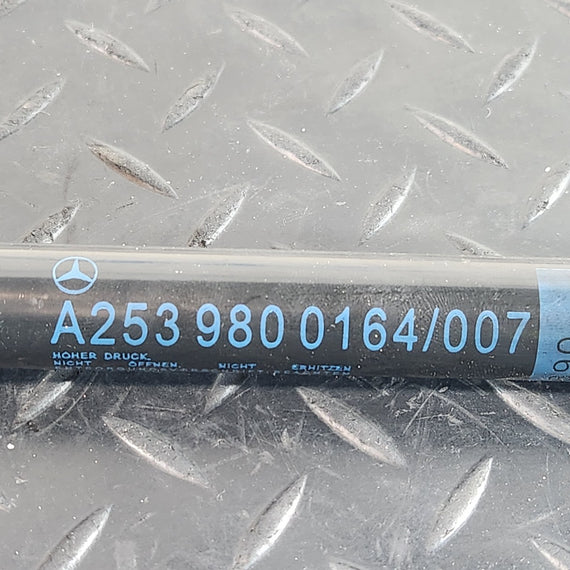 A253 980 0164/007
HOHER DRUCK.
NICHT ÖFFNEN. NICHT ERHITZEN